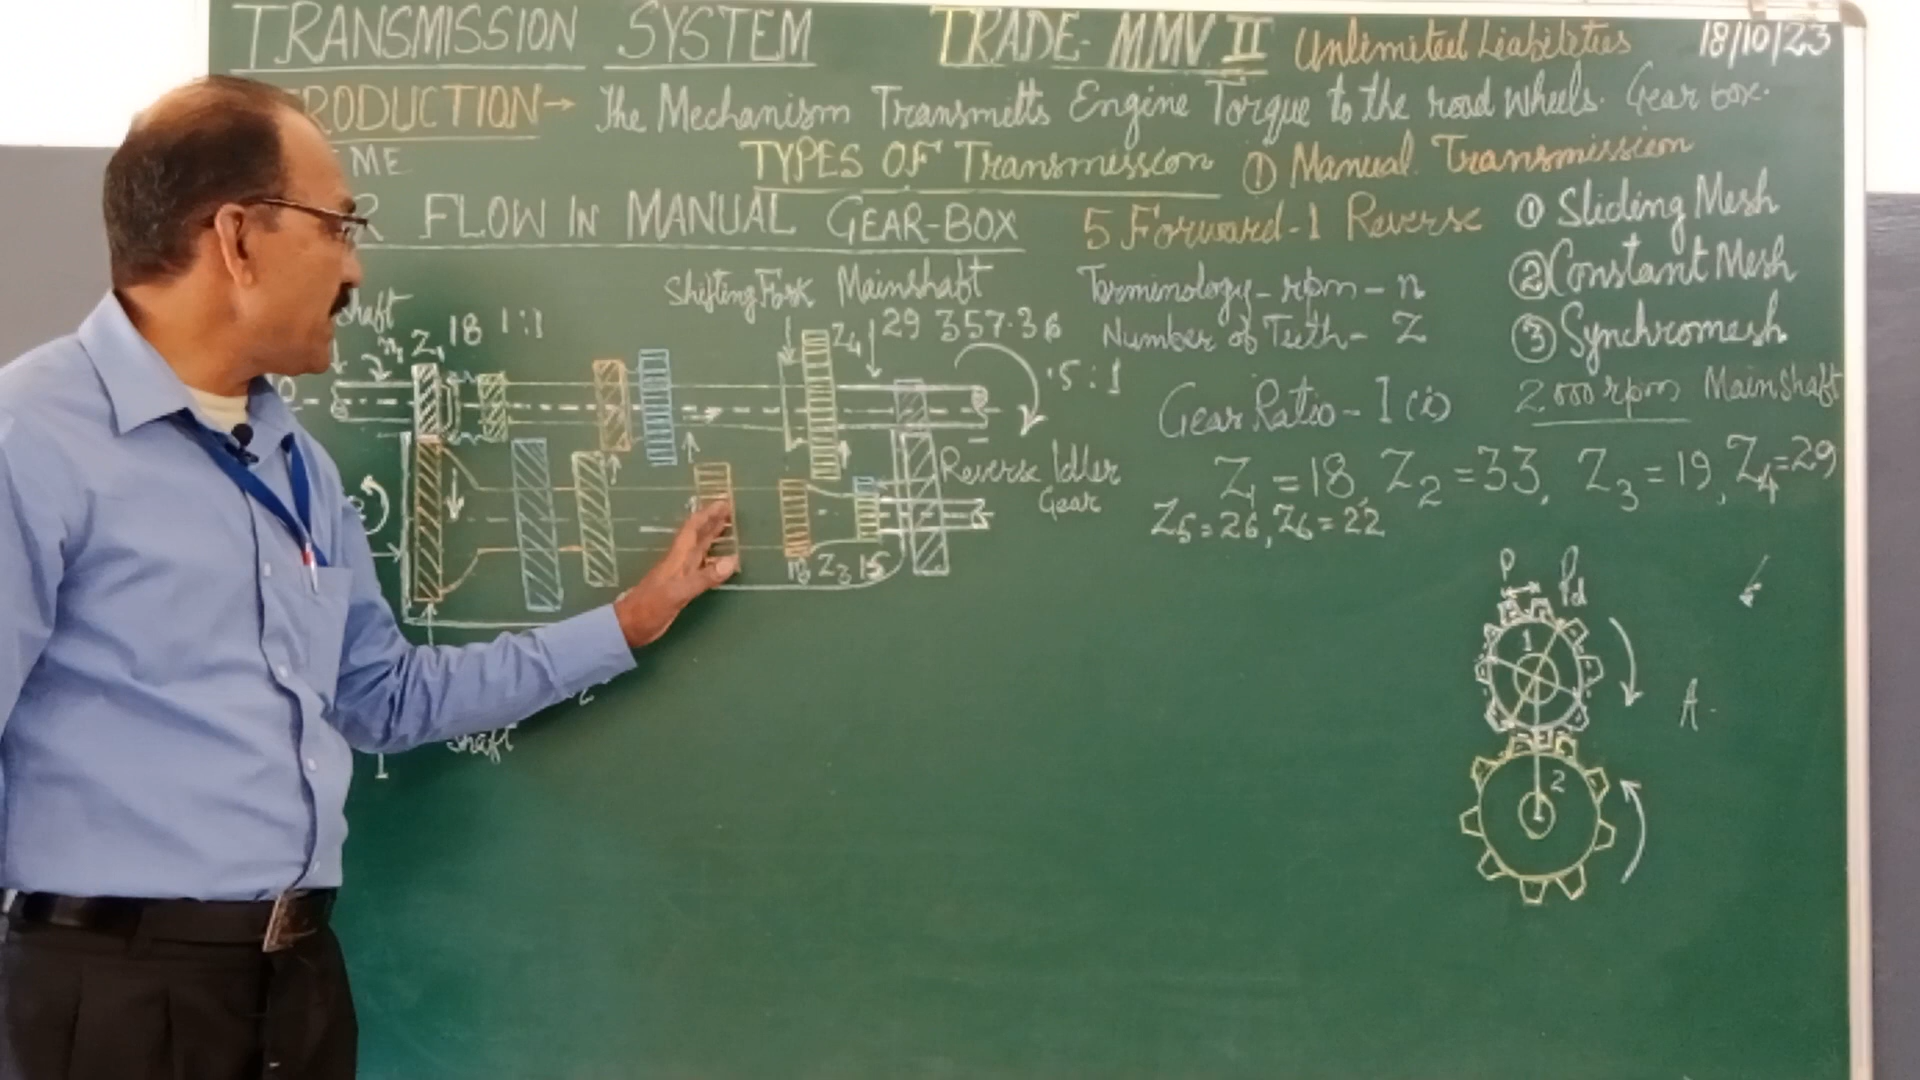 TRANSMISSION SYSTEM TRADE- MMV II Unlimited Liabilities 18/10/23
RODUCTION→ The Mechanism Transmitts Engine Torque to the road wheels. Gear box.
ME TYPES OF Transmission ① Manual Transmission
R FLOW IN MANUAL GEAR-BOX 5 Forward-1 Reverse ① Sliding Mesh
② Constant Mesh
③ Synchromesh
Shifting Fork Mainshaft Terminology- rpm - n
shaft Z1 18 1:1 Z4 29 357.36 Number of Teeth- Z
n1 .5:1 Gear Ratio- I (i) 2000 rpm Mainshaft
Reverse Idler
Gear
Z1 = 18, Z2 = 33, Z3 = 19, Z4=29
Z5 = 26, Z6 = 22
Z3 15
P Pd
1
A
2
shaft